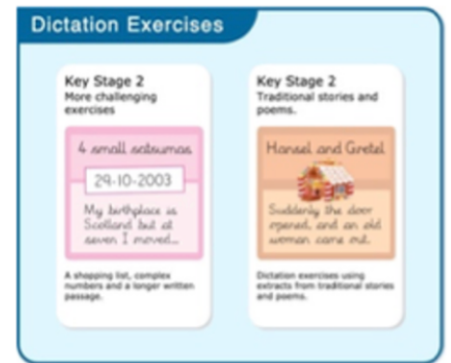 Dictation Exercises
Key Stage 2
More challenging
exercises
4 small satsumas
29-10-2003
My birthplace is
Scotland but at
seven I moved...
A shopping list, complex
numbers and a longer written
passage.
Key Stage 2
Traditional stories and
poems.
Hansel and Gretel
Suddenly the door
opened, and an old
woman came out.
Dictation exercises using
extracts from traditional stories
and poems.